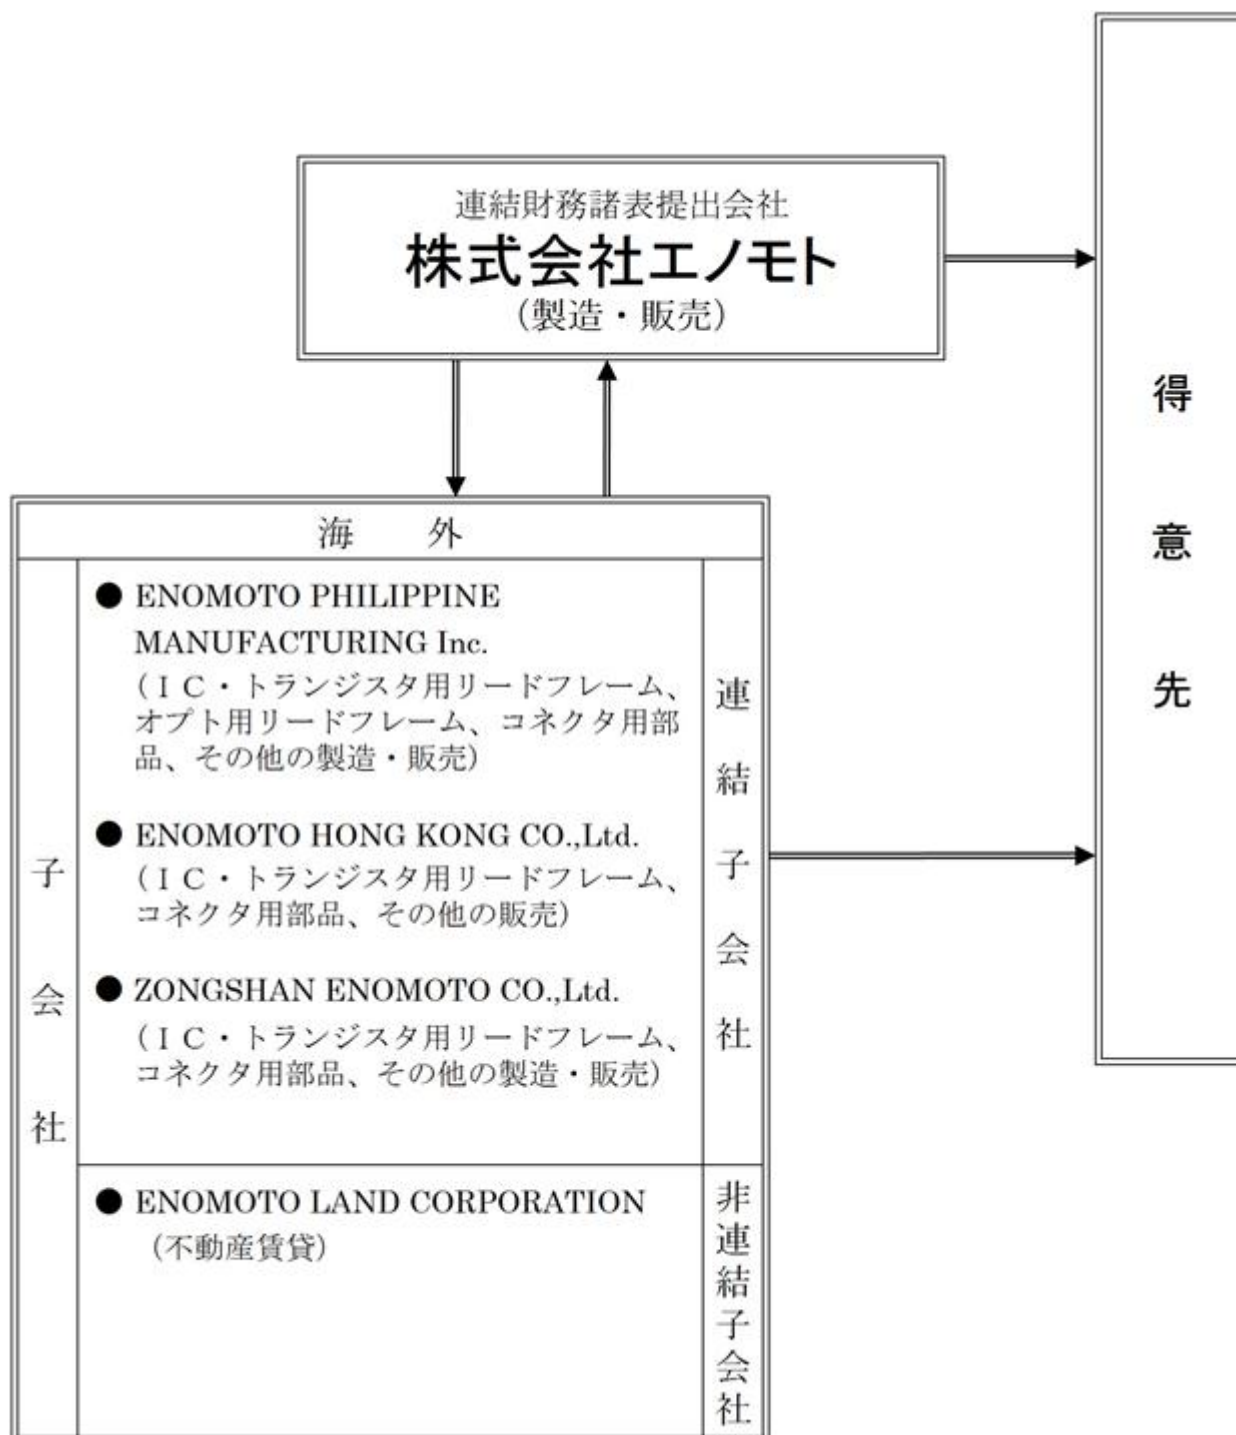 連結財務諸表提出会社
株式会社エノモト
（製造・販売）
得意先
海　外
子会社
● ENOMOTO PHILIPPINE
MANUFACTURING Inc.
（ＩＣ・トランジスタ用リードフレーム、
オプト用リードフレーム、コネクタ用部
品、その他の製造・販売）
● ENOMOTO HONG KONG CO.,Ltd.
（ＩＣ・トランジスタ用リードフレーム、
コネクタ用部品、その他の販売）
● ZONGSHAN ENOMOTO CO.,Ltd.
（ＩＣ・トランジスタ用リードフレーム、
コネクタ用部品、その他の製造・販売）
連結子会社
● ENOMOTO LAND CORPORATION
（不動産賃貸）
非連結子会社